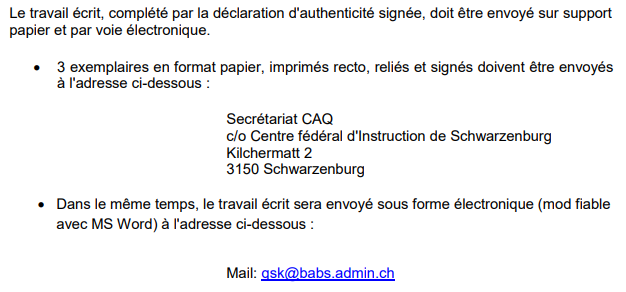 Le travail écrit, complété par la déclaration d'authenticité signée, doit être envoyé sur support
papier et par voie électronique.
• 3 exemplaires en format papier, imprimés recto, reliés et signés doivent être envoyés
à l'adresse ci-dessous :
Secrétariat CAQ
c/o Centre fédéral d'Instruction de Schwarzenburg
Kilchermatt 2
3150 Schwarzenburg
• Dans le même temps, le travail écrit sera envoyé sous forme électronique (mod fiable
avec MS Word) à l'adresse ci-dessous :
Mail: qsk@babs.admin.ch